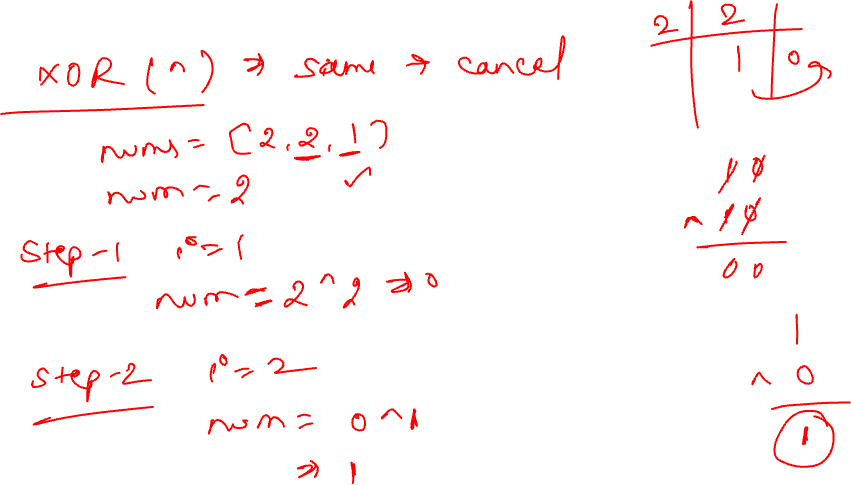 XOR (^) → same → cancel
nums = [2, 2, 1]
num = 2
Step-1 i = 1
num = 2 ^ 2 ⇒ 0
Step-2 i = 2
num = 0 ^ 1
⇒ 1
2 | 2
1 | 0
10
^ 10
00
1
^ 0
1